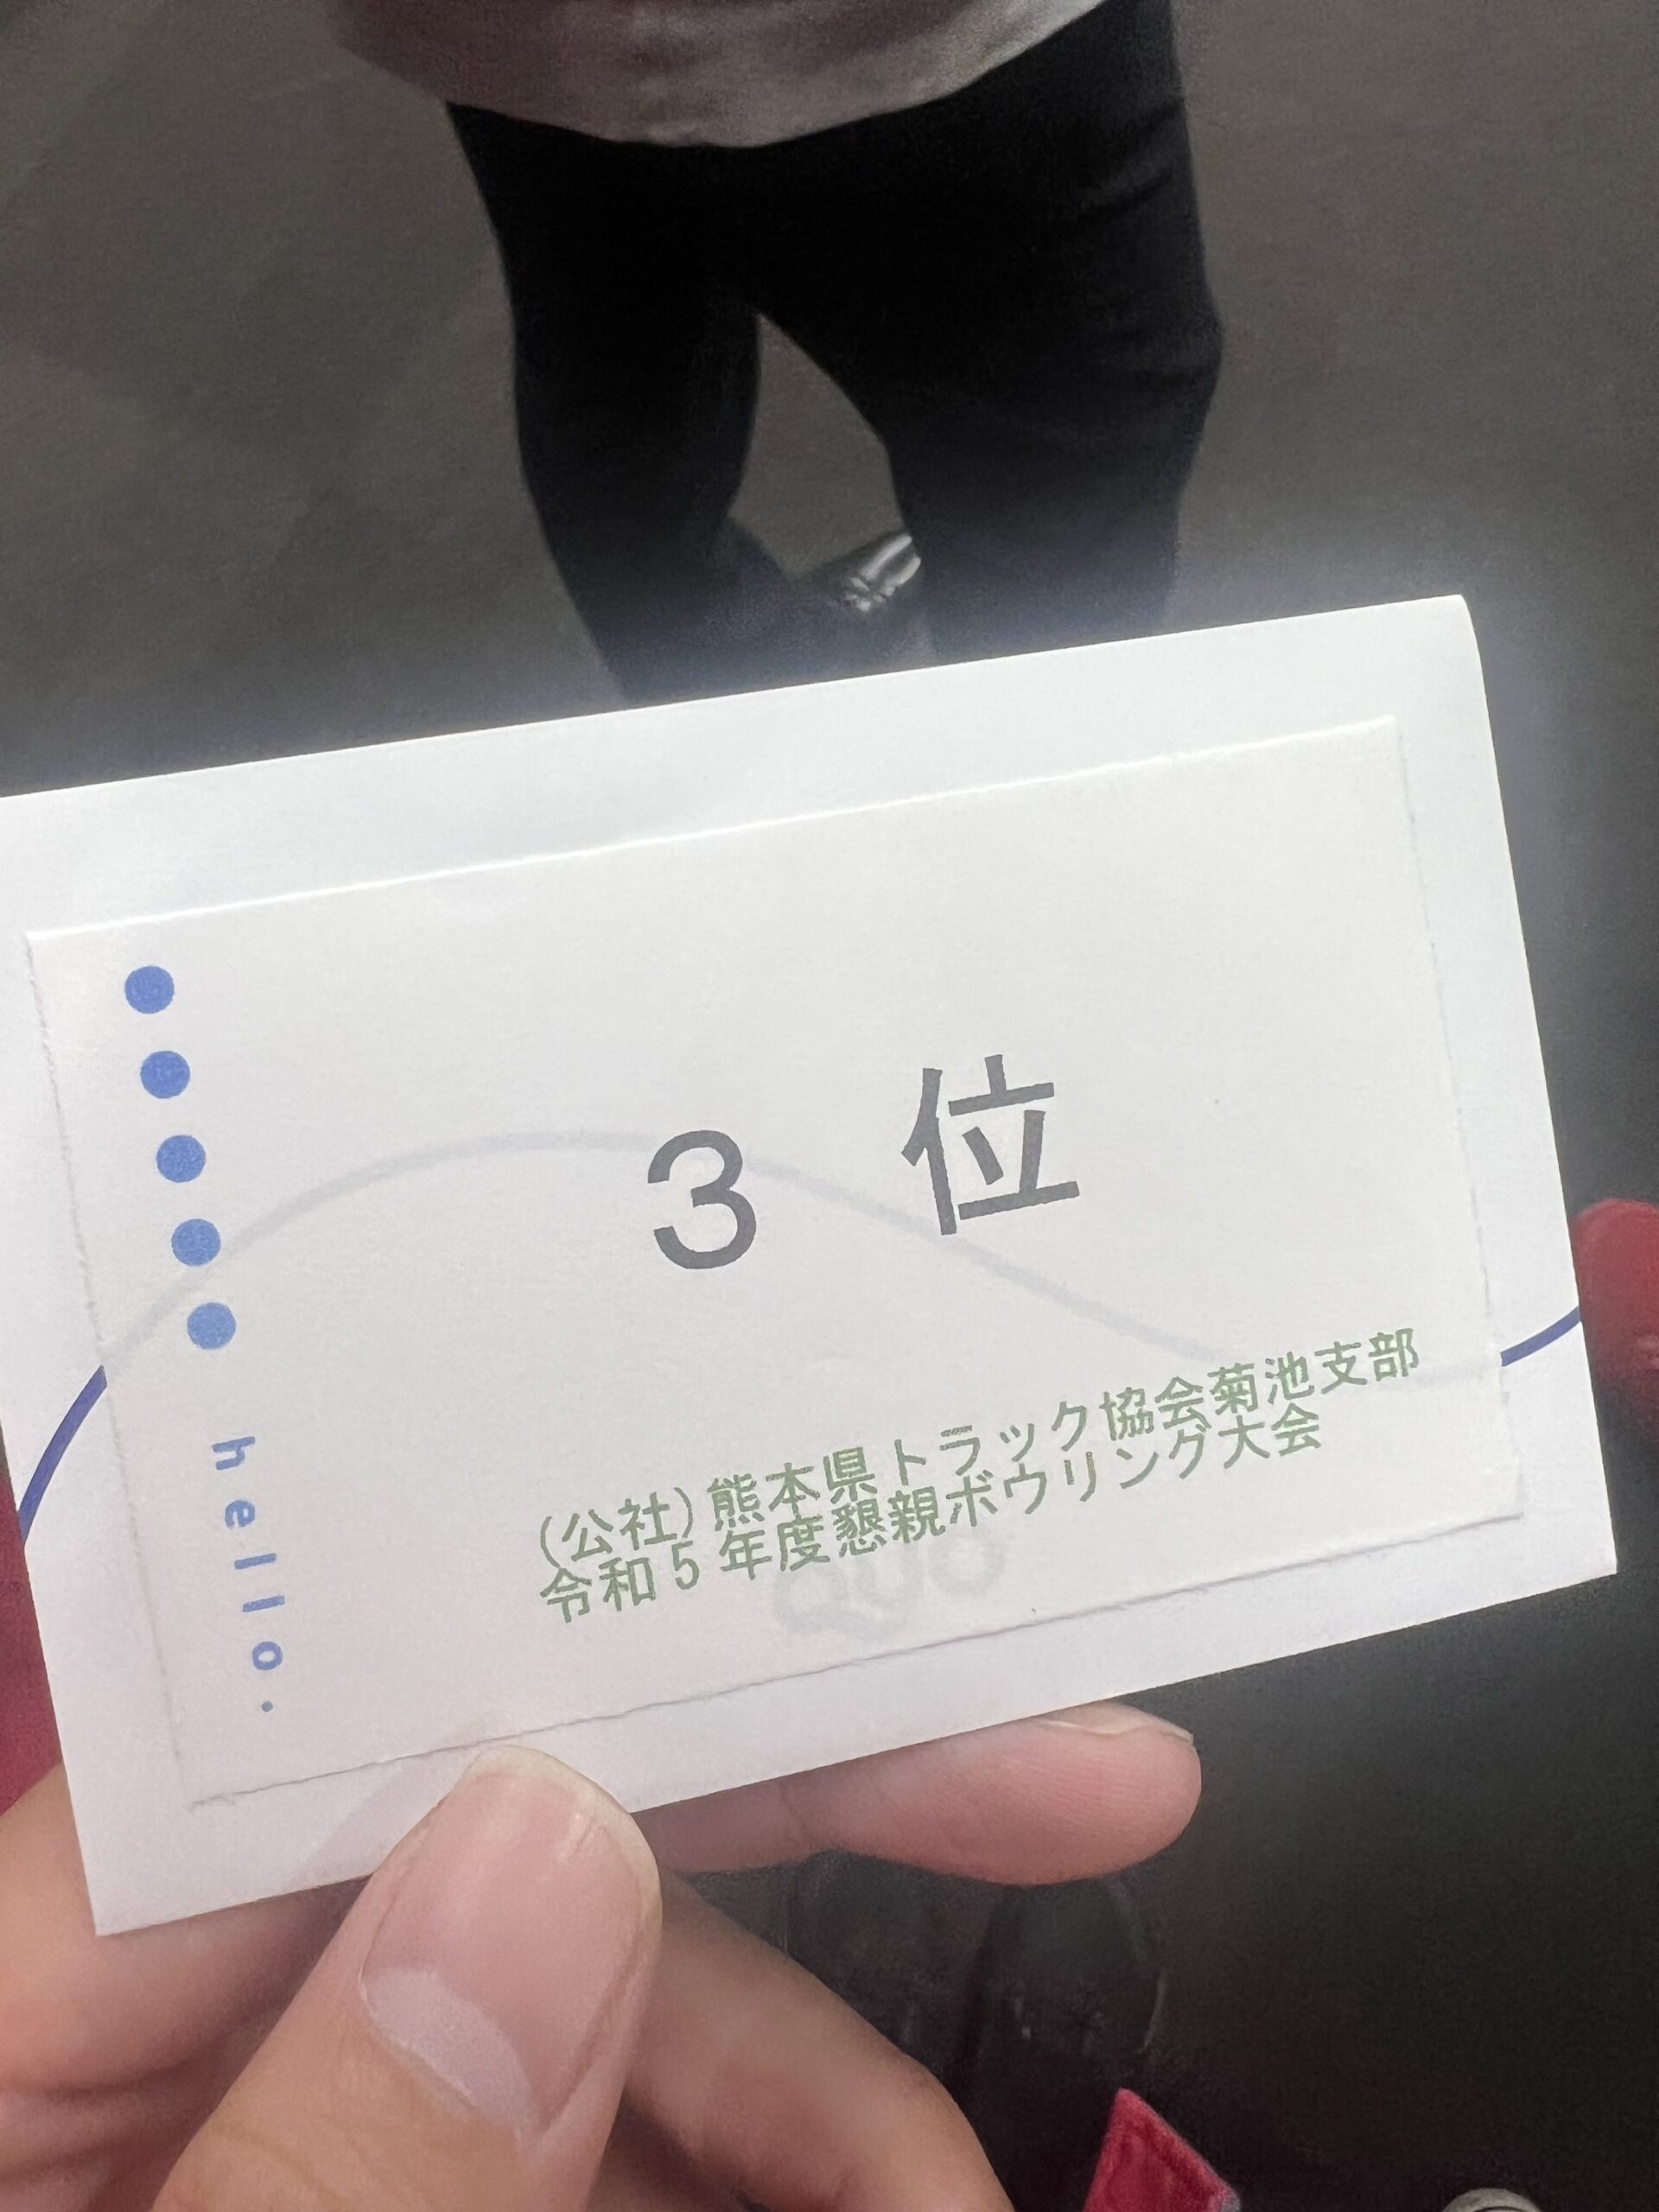 3 位
(公社)熊本県トラック協会菊池支部
令和5年度懇親ボウリング大会
hello.
QUO